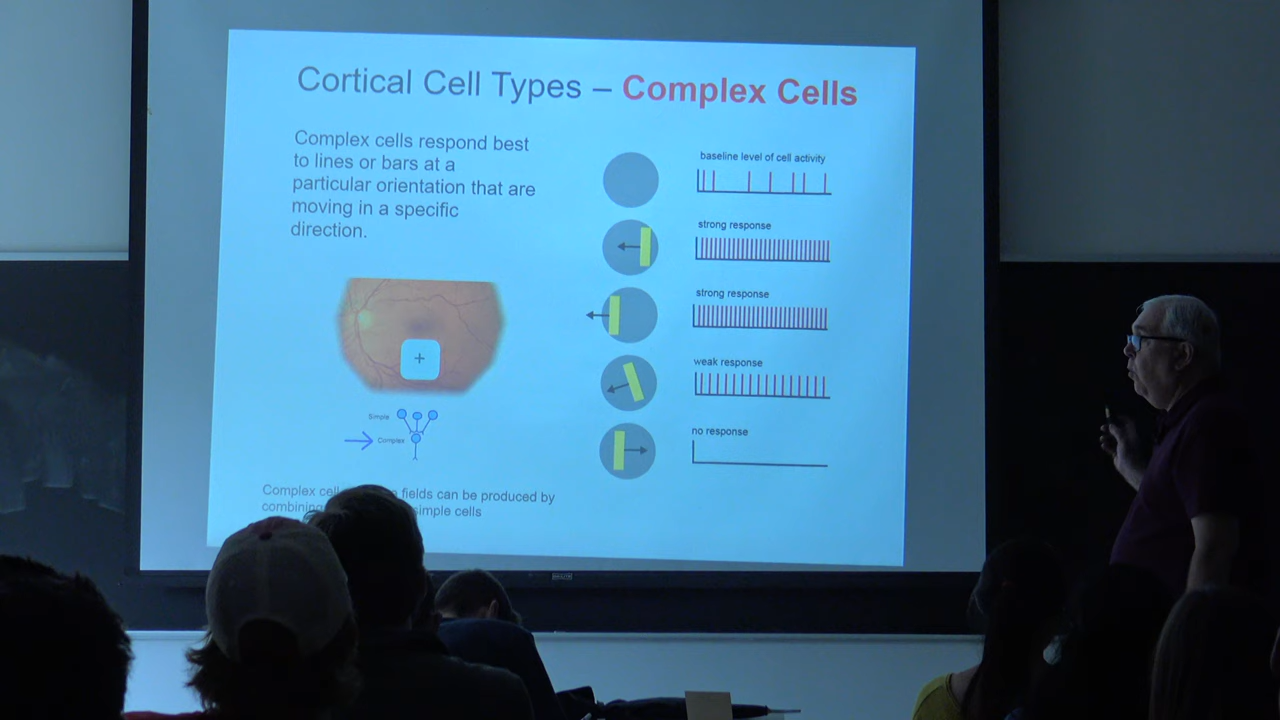 Cortical Cell Types – Complex Cells
Complex cells respond best
to lines or bars at a
particular orientation that are
moving in a specific
direction.
baseline level of cell activity
strong response
strong response
weak response
no response
+
Simple
Complex
Complex fields can be produced by
simple cells